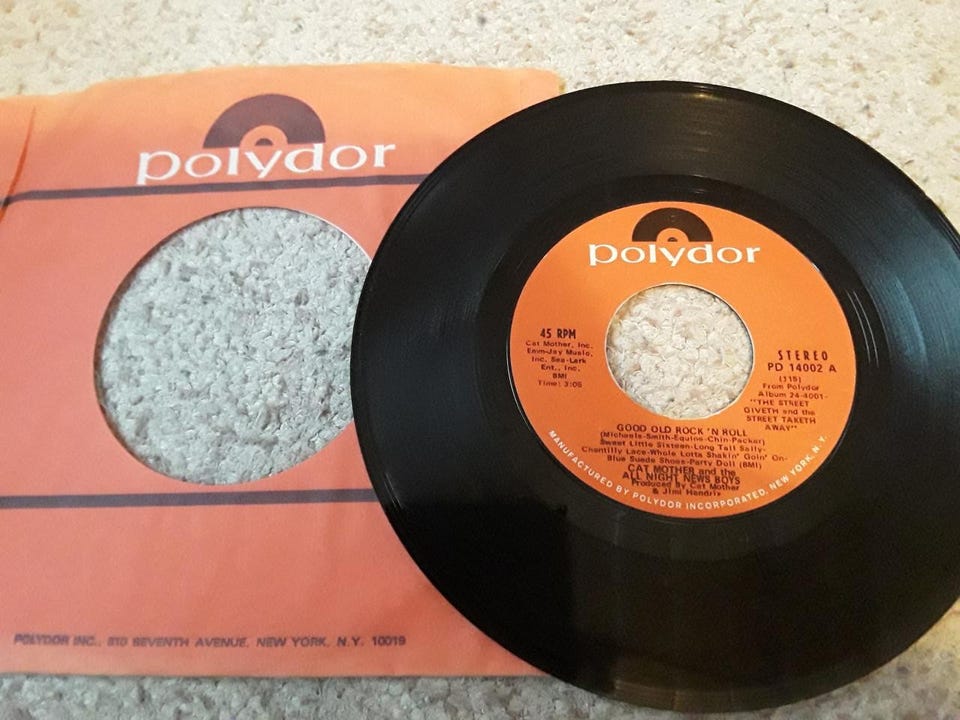 polydor
POLYDOR INC., 810 SEVENTH AVENUE, NEW YORK, N.Y. 10019
polydor
45 RPM
Cat Mother, Inc.
Emm-Jay Music,
Inc. Sea-Lark
Ent., Inc.
BMI
Time: 3:05
STEREO
PD 14002 A
(315)
From Polydor
Album 24-4001-
"THE STREET
GIVETH and the
STREET TAKETH
AWAY"
GOOD OLD ROCK 'N ROLL
(Michaels-Smith-Equine-Chin-Packer)
Sweet Little Sixteen-Long Tall Sally-
Chantilly Lace-Whole Lotta Shakin' Goin' On-
Blue Suede Shoes-Party Doll (BMI)
CAT MOTHER and the
ALL NIGHT NEWS BOYS
Produced By Cat Mother
& Jimi Hendrix
MANUFACTURED BY POLYDOR INCORPORATED, NEW YORK, N.Y.